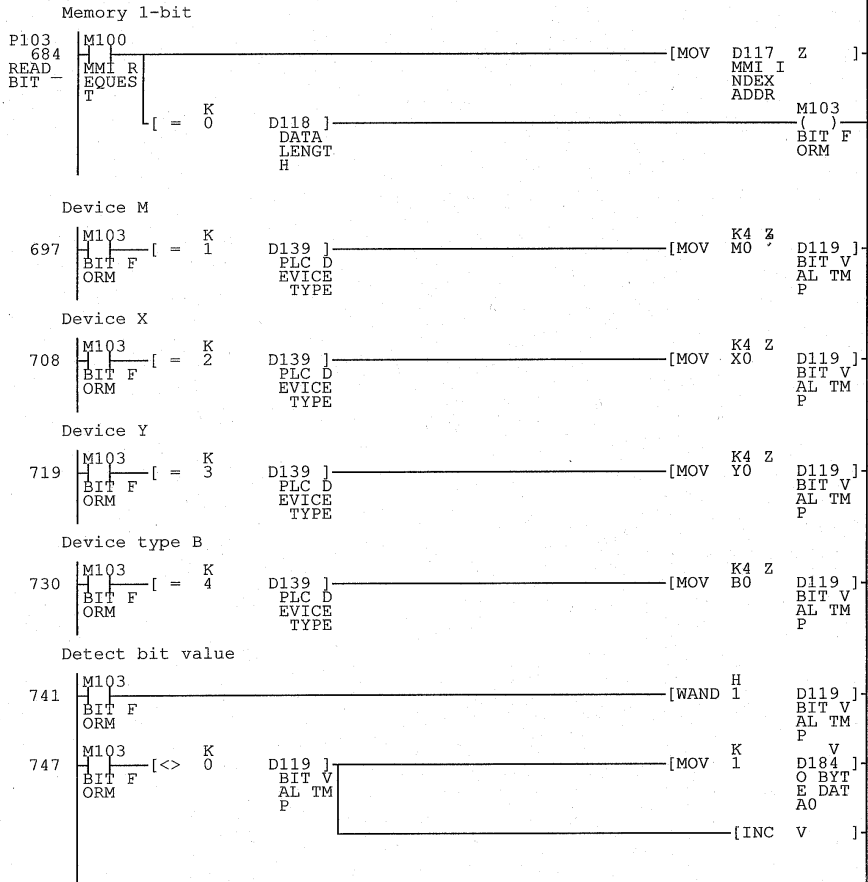 Memory 1-bit
P103 M100
684 [MOV D117 Z ]
READ MMI R MMI I
BIT EQUES NDEX
T ADDR
K M103
[ = 0 D118 ] ( )
DATA BIT F
LENGT ORM
H
Device M
M103 K K4 Z
697 [ = 1 D139 ] [MOV M0 D119 ]
BIT F PLC D BIT V
ORM EVICE AL TM
TYPE P
Device X
M103 K K4 Z
708 [ = 2 D139 ] [MOV X0 D119 ]
BIT F PLC D BIT V
ORM EVICE AL TM
TYPE P
Device Y
M103 K K4 Z
719 [ = 3 D139 ] [MOV Y0 D119 ]
BIT F PLC D BIT V
ORM EVICE AL TM
TYPE P
Device type B
M103 K K4 Z
730 [ = 4 D139 ] [MOV B0 D119 ]
BIT F PLC D BIT V
ORM EVICE AL TM
TYPE P
Detect bit value
M103 H
741 [WAND 1 D119 ]
BIT F BIT V
ORM AL TM
P
M103 K K V
747 [<> 0 D119 ] [MOV 1 D184 ]
BIT F BIT V O BYT
ORM AL TM E DAT
P A0
[INC V ]